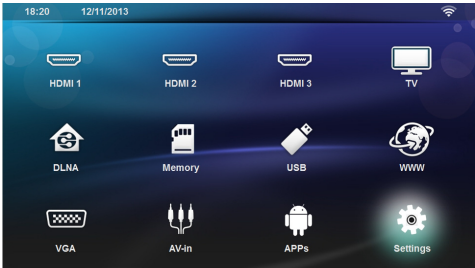 18:20 12/11/2013
HDMI 1 HDMI 2 HDMI 3 TV
DLNA Memory USB WWW
VGA AV-in APPs Settings